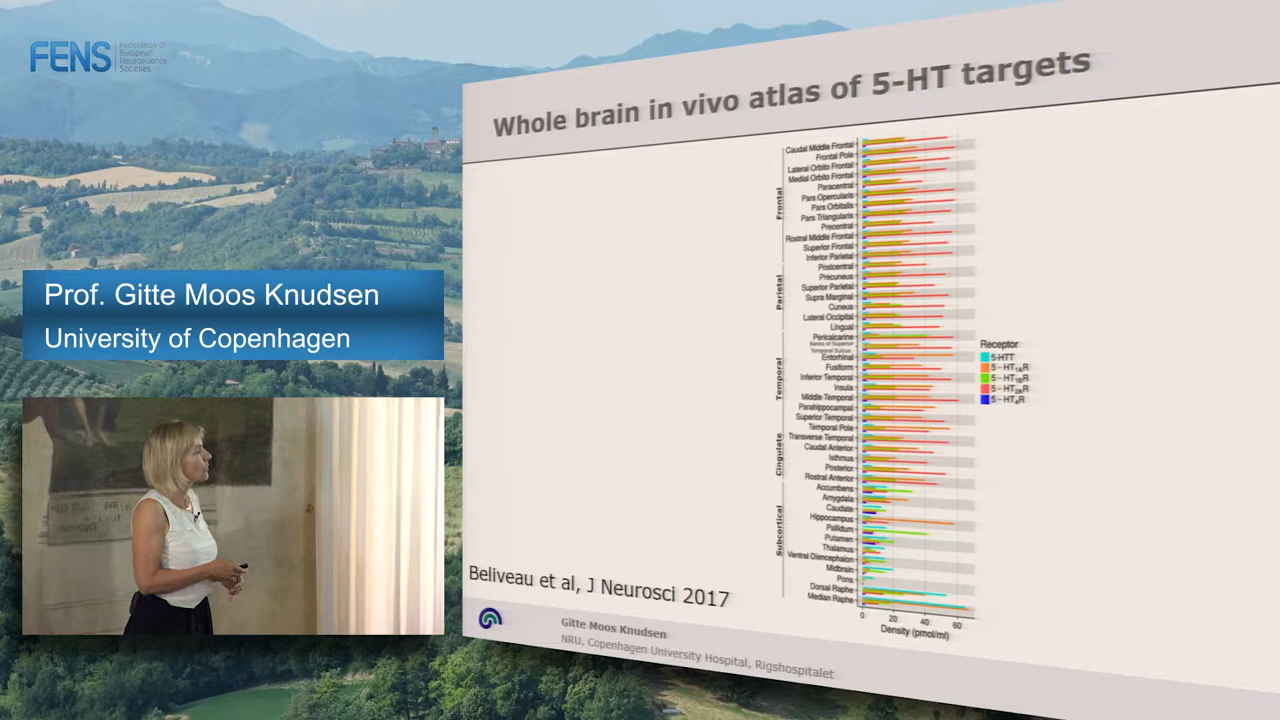 FENS
Federation of
European
Neuroscience
Societies
Whole brain in vivo atlas of 5-HT targets
Prof. Gitte Moos Knudsen
University of Copenhagen
Frontal
Caudal Middle Frontal
Frontal Pole
Lateral Orbito Frontal
Medial Orbito Frontal
Paracentral
Pars Opercularis
Pars Orbitalis
Pars Triangularis
Precentral
Rostral Middle Frontal
Superior Frontal
Parietal
Inferior Parietal
Postcentral
Precuneus
Superior Parietal
Supra Marginal
Cuneus
Lateral Occipital
Lingual
Pericalcarine
Temporal
Banks of Superior
Temporal Sulcus
Entorhinal
Fusiform
Inferior Temporal
Insula
Middle Temporal
Parahippocampal
Superior Temporal
Temporal Pole
Transverse Temporal
Cingulate
Caudal Anterior
Isthmus
Posterior
Rostral Anterior
Subcortical
Accumbens
Amygdala
Caudate
Hippocampus
Pallidum
Putamen
Thalamus
Ventral Diencephalon
Midbrain
Pons
Dorsal Raphe
Median Raphe
0 20 40 60
Density (pmol/ml)
Receptor
5-HTT
5-HT1AR
5-HT1BR
5-HT2AR
5-HT4R
Beliveau et al, J Neurosci 2017
Gitte Moos Knudsen
NRU, Copenhagen University Hospital, Rigshospitalet